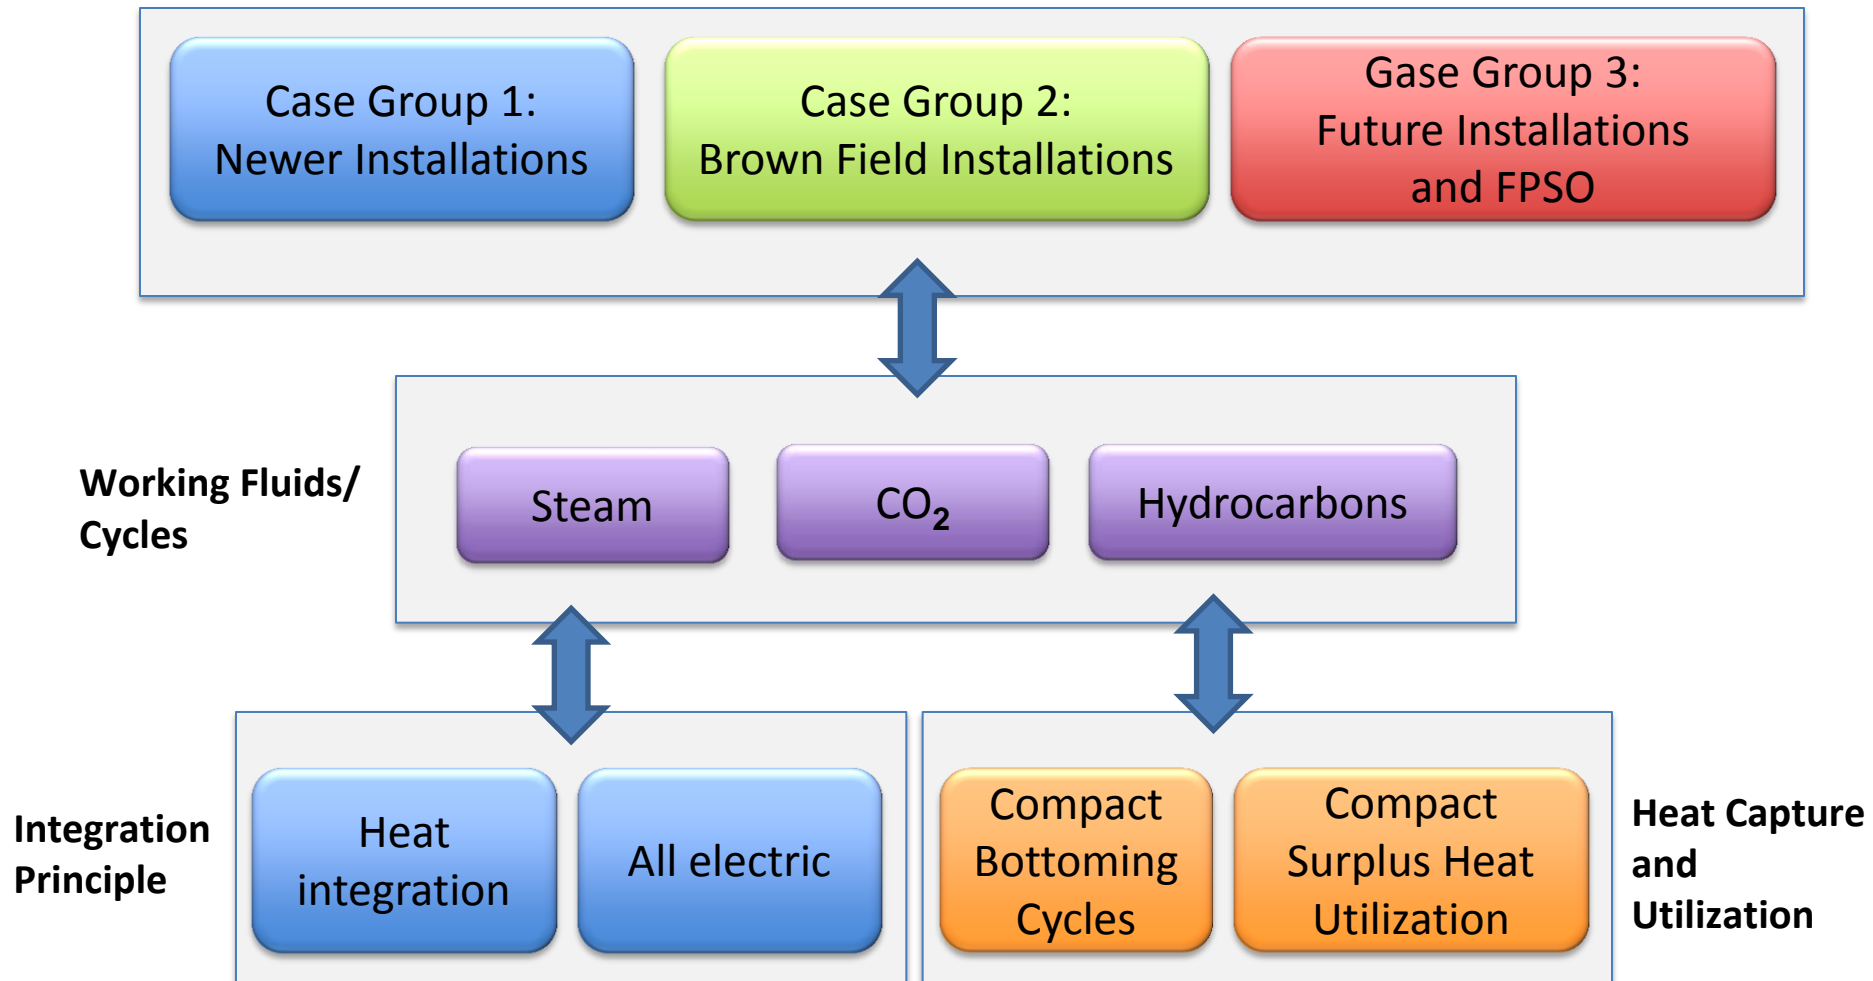 Case Group 1:
Newer Installations
Case Group 2:
Brown Field Installations
Gase Group 3:
Future Installations
and FPSO
Working Fluids/
Cycles
Steam
CO₂
Hydrocarbons
Integration
Principle
Heat
integration
All electric
Compact
Bottoming
Cycles
Compact
Surplus Heat
Utilization
Heat Capture
and
Utilization